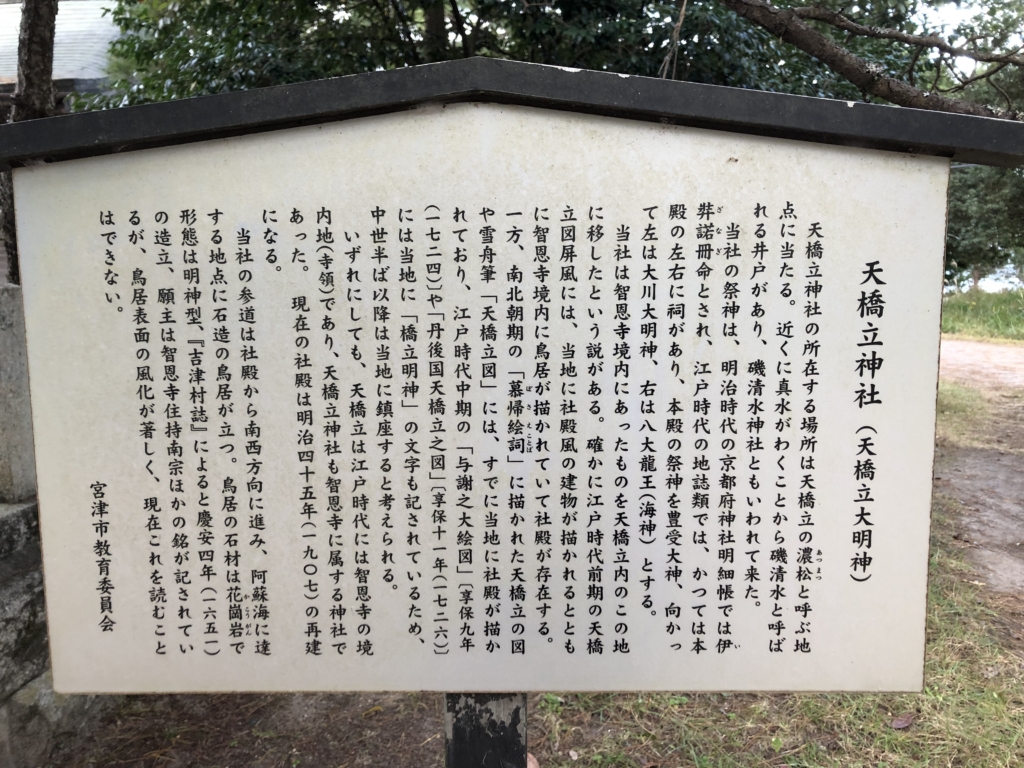 天橋立神社（天橋立大明神）
天橋立神社の所在する場所は天橋立の濃松と呼ぶ地
あつまつ
点に当たる。近くに真水がわくことから磯清水と呼ば
れる井戸があり、磯清水神社ともいわれて来た。
当社の祭神は、明治時代の京都府神社明細帳では伊
い
弉諾冊命とされ、江戸時代の地誌類では、かつては本
ざなぎ
殿の左右に祠があり、本殿の祭神を豊受大神、向かっ
て左は大川大明神、右は八大龍王（海神）とする。
当社は智恩寺境内にあったものを天橋立内のこの地
に移したという説がある。確かに江戸時代前期の天橋
立図屏風には、当地に社殿風の建物が描かれるととも
に智恩寺境内に鳥居が描かれていて社殿が存在する。
一方、南北朝期の「慕帰絵詞」に描かれた天橋立の図
ぼきえことば
や雪舟筆「天橋立図」には、すでに当地に社殿が描か
れており、江戸時代中期の「与謝之大絵図」〔享保九年
（一七二四）〕や「丹後国天橋立之図」〔享保十一年（一七二六）〕
には当地に「橋立明神」の文字も記されているため、
中世半ば以降は当地に鎮座すると考えられる。
いずれにしても、天橋立は江戸時代には智恩寺の境
内地（寺領）であり、天橋立神社も智恩寺に属する神社で
あった。現在の社殿は明治四十五年（一九〇七）の再建
になる。
当社の参道は社殿から南西方向に進み、阿蘇海に達
する地点に石造の鳥居が立つ。鳥居の石材は花崗岩で
かこうがん
形態は明神型、『吉津村誌』によると慶安四年（一六五一）
の造立、願主は智恩寺住持南宗ほかの銘が記されてい
るが、鳥居表面の風化が著しく、現在これを読むこと
はできない。
宮津市教育委員会